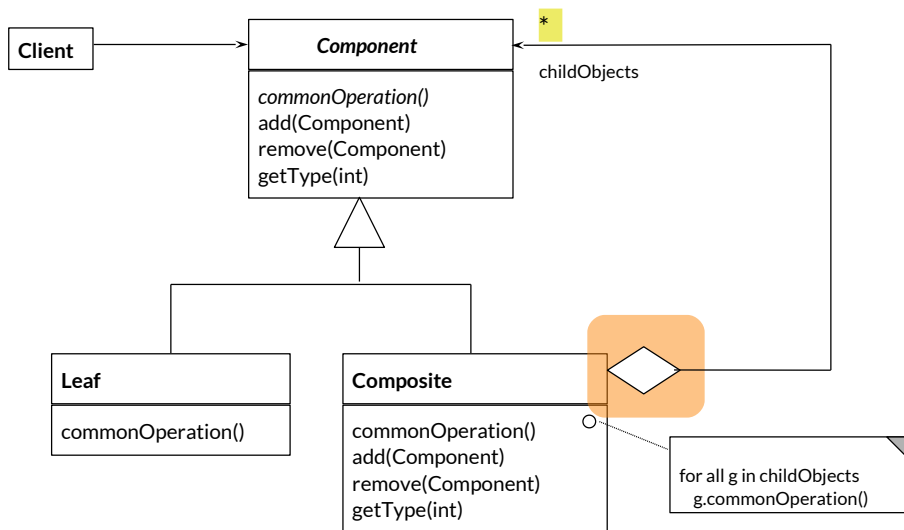 Client
Component
*
childObjects
commonOperation()
add(Component)
remove(Component)
getType(int)
Leaf
commonOperation()
Composite
commonOperation()
add(Component)
remove(Component)
getType(int)
for all g in childObjects
g.commonOperation()